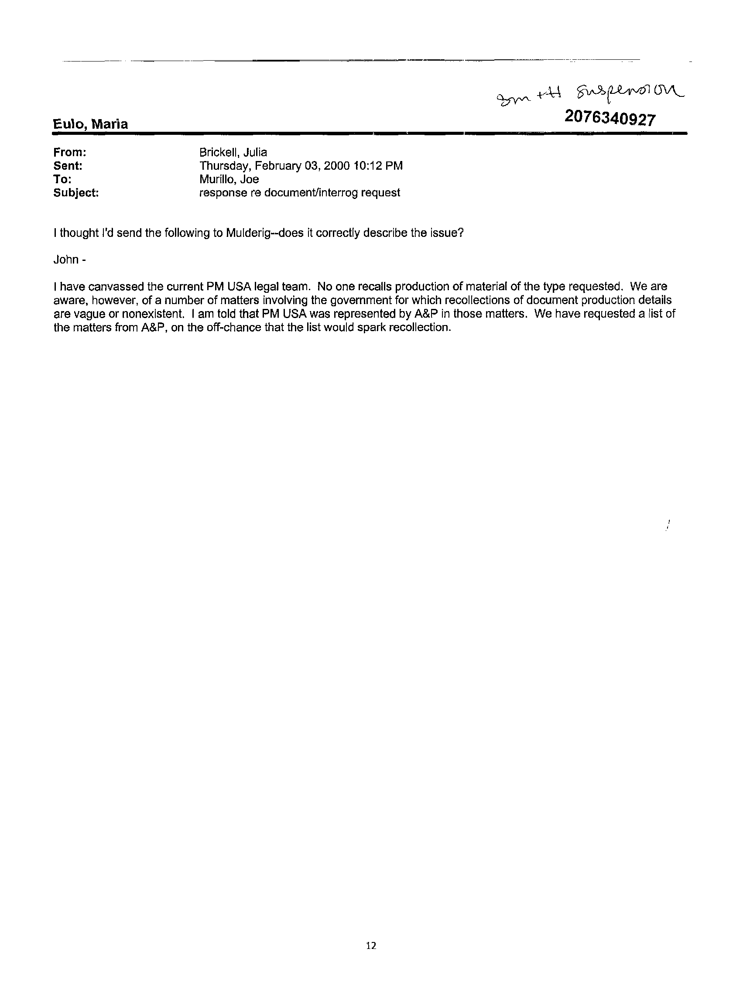 suspension
2076340927
Eulo, Maria
From: Brickell, Julia
Sent: Thursday, February 03, 2000 10:12 PM
To: Murillo, Joe
Subject: response re document/interrog request
I thought I'd send the following to Mulderig--does it correctly describe the issue?
John -
I have canvassed the current PM USA legal team.  No one recalls production of material of the type requested.  We are
aware, however, of a number of matters involving the government for which recollections of document production details
are vague or nonexistent.  I am told that PM USA was represented by A&P in those matters.  We have requested a list of
the matters from A&P, on the off-chance that the list would spark recollection.
12